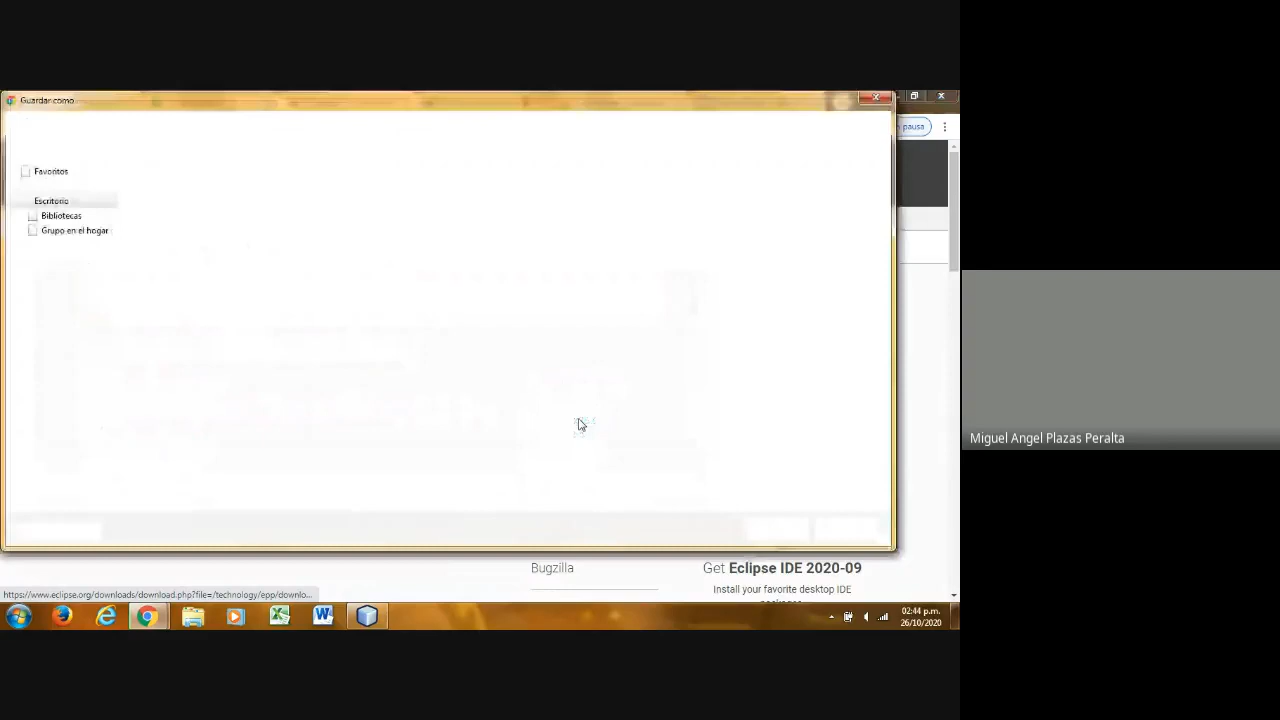 Guardar como
n pausa
Favoritos
Escritorio
Bibliotecas
Grupo en el hogar
Miguel Angel Plazas Peralta
Bugzilla
Get Eclipse IDE 2020-09
Install your favorite desktop IDE
packages.
https://www.eclipse.org/downloads/download.php?file=/technology/epp/downlo...
02:44 p.m.
26/10/2020